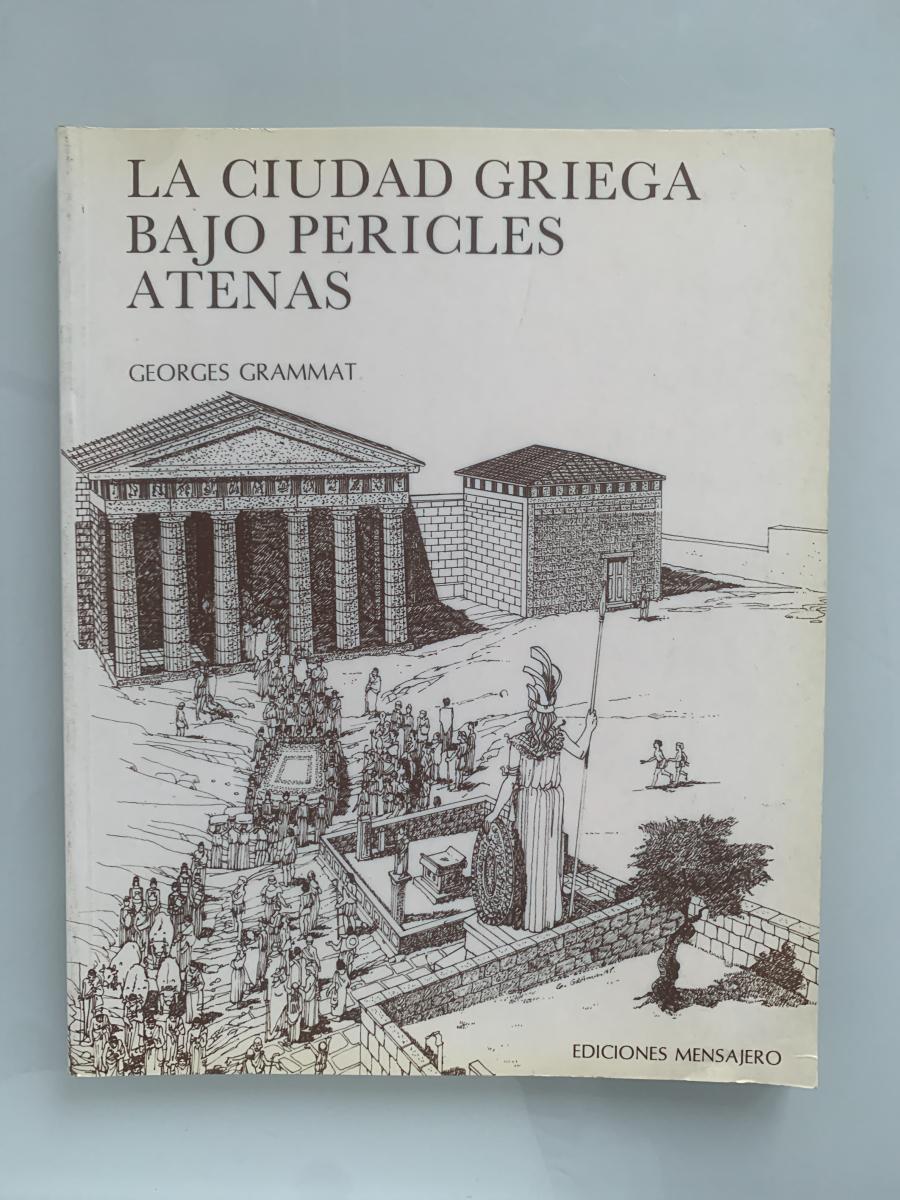 LA CIUDAD GRIEGA
BAJO PERICLES
ATENAS
GEORGES GRAMMAT
EDICIONES MENSAJERO